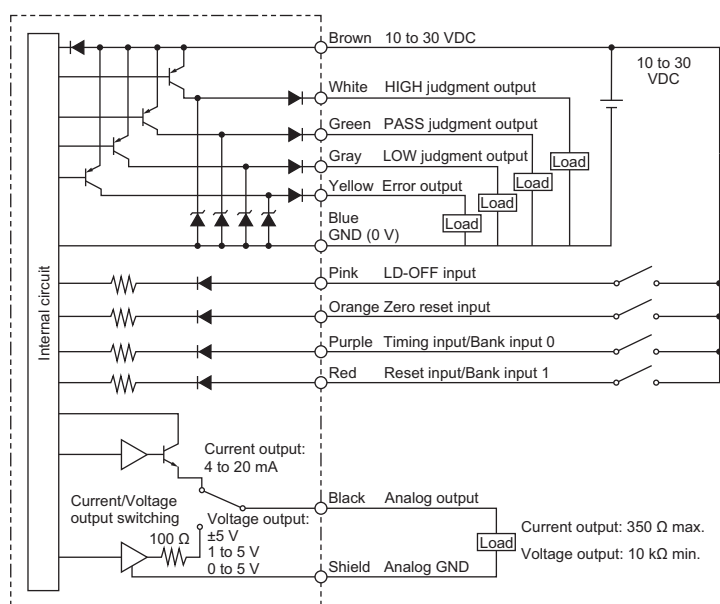 Internal circuit
Brown 10 to 30 VDC
10 to 30
VDC
White HIGH judgment output
Green PASS judgment output
Gray LOW judgment output
Yellow Error output
Load
Load
Load
Load
Blue
GND (0 V)
Pink LD-OFF input
Orange Zero reset input
Purple Timing input/Bank input 0
Red Reset input/Bank input 1
Current output:
4 to 20 mA
Current/Voltage
output switching
100 Ω
Voltage output:
±5 V
1 to 5 V
0 to 5 V
Black Analog output
Load
Current output: 350 Ω max.
Voltage output: 10 kΩ min.
Shield Analog GND